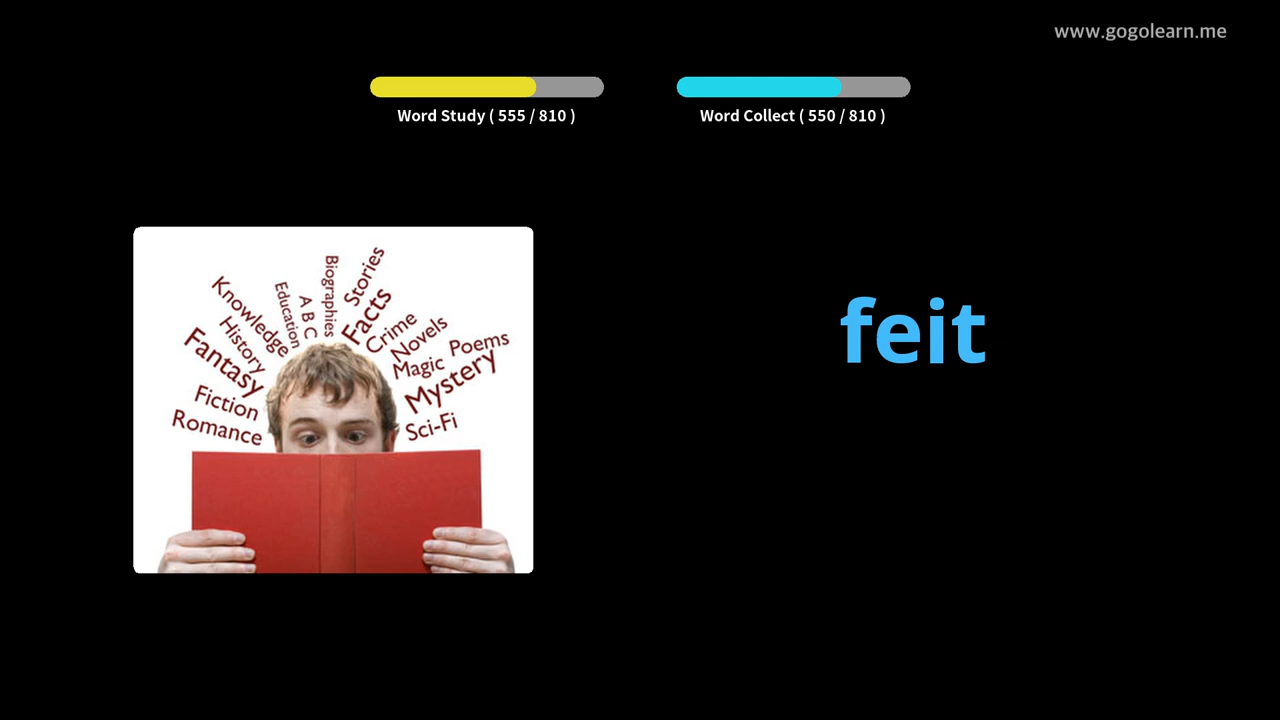 www.gogolearn.me
Word Study ( 555 / 810 )
Word Collect ( 550 / 810 )
feit
Romance
Fiction
Fantasy
History
Knowledge
Education
A B C
Biographies
Stories
Facts
Crime
Novels
Magic
Poems
Mystery
Sci-Fi